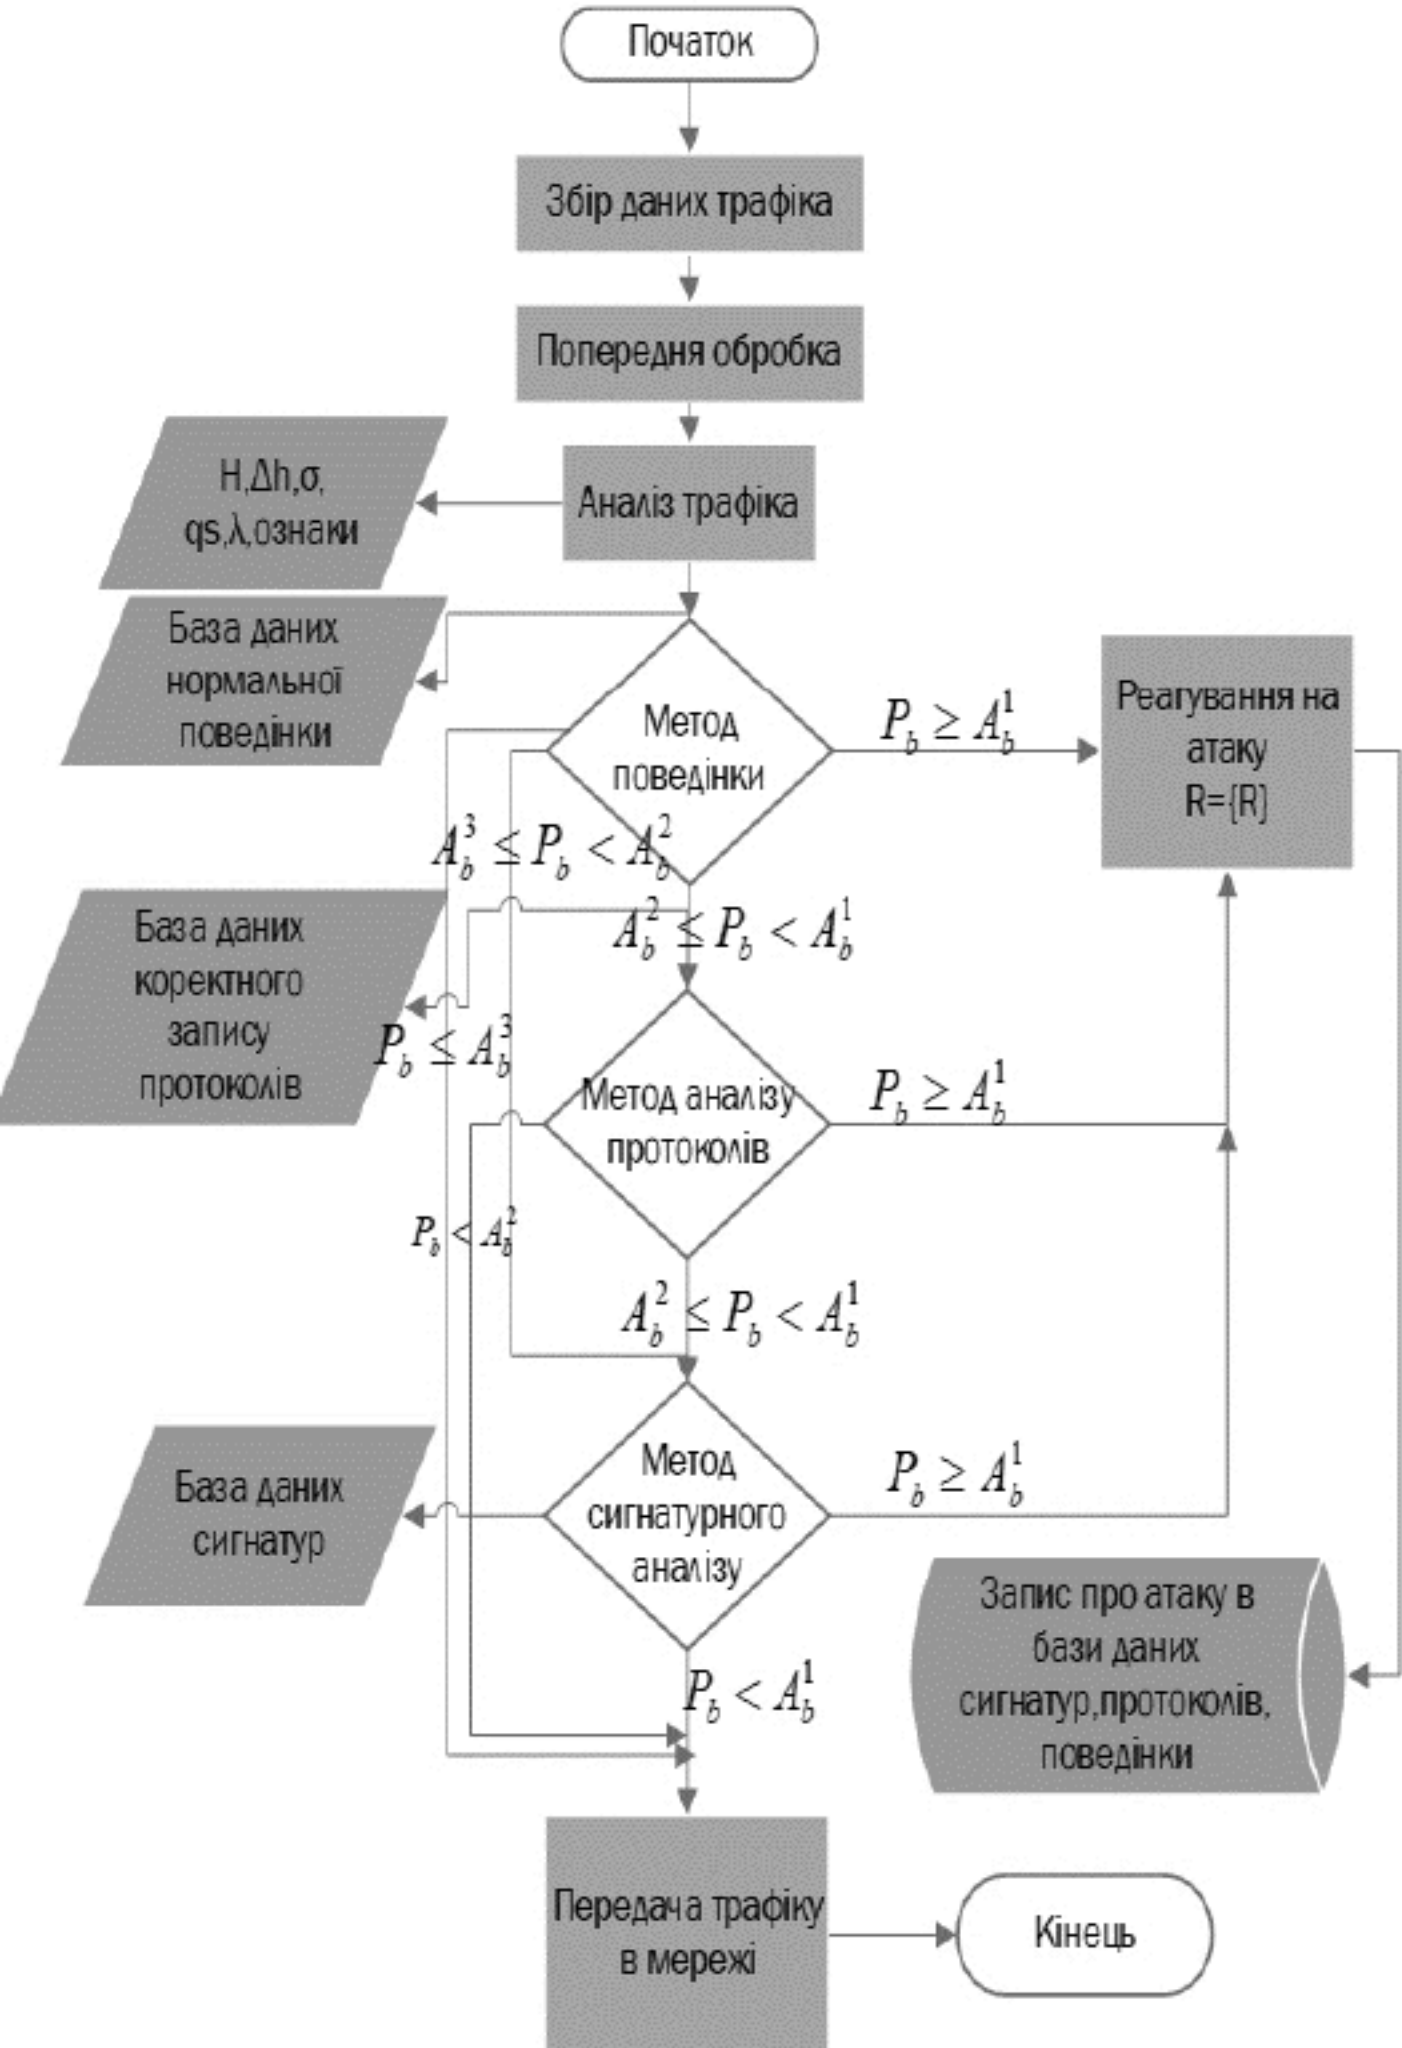 Початок
Збір даних трафіка
Попередня обробка
H,Δh,σ,
qs,λ,ознаки
Аналіз трафіка
База даних
нормальної
поведінки
Метод
поведінки
P_b ≥ A_b^1
Реагування на
атаку
R={R}
A_b^3 ≤ P_b < A_b^2
A_b^2 ≤ P_b < A_b^1
База даних
коректного
запису
протоколів
P_b ≤ A_b^3
Метод аналізу
протоколів
P_b ≥ A_b^1
P_b < A_b^2
A_b^2 ≤ P_b < A_b^1
База даних
сигнатур
Метод
сигнатурного
аналізу
P_b ≥ A_b^1
P_b < A_b^1
Запис про атаку в
бази даних
сигнатур,протоколів,
поведінки
Передача трафіку
в мережі
Кінець